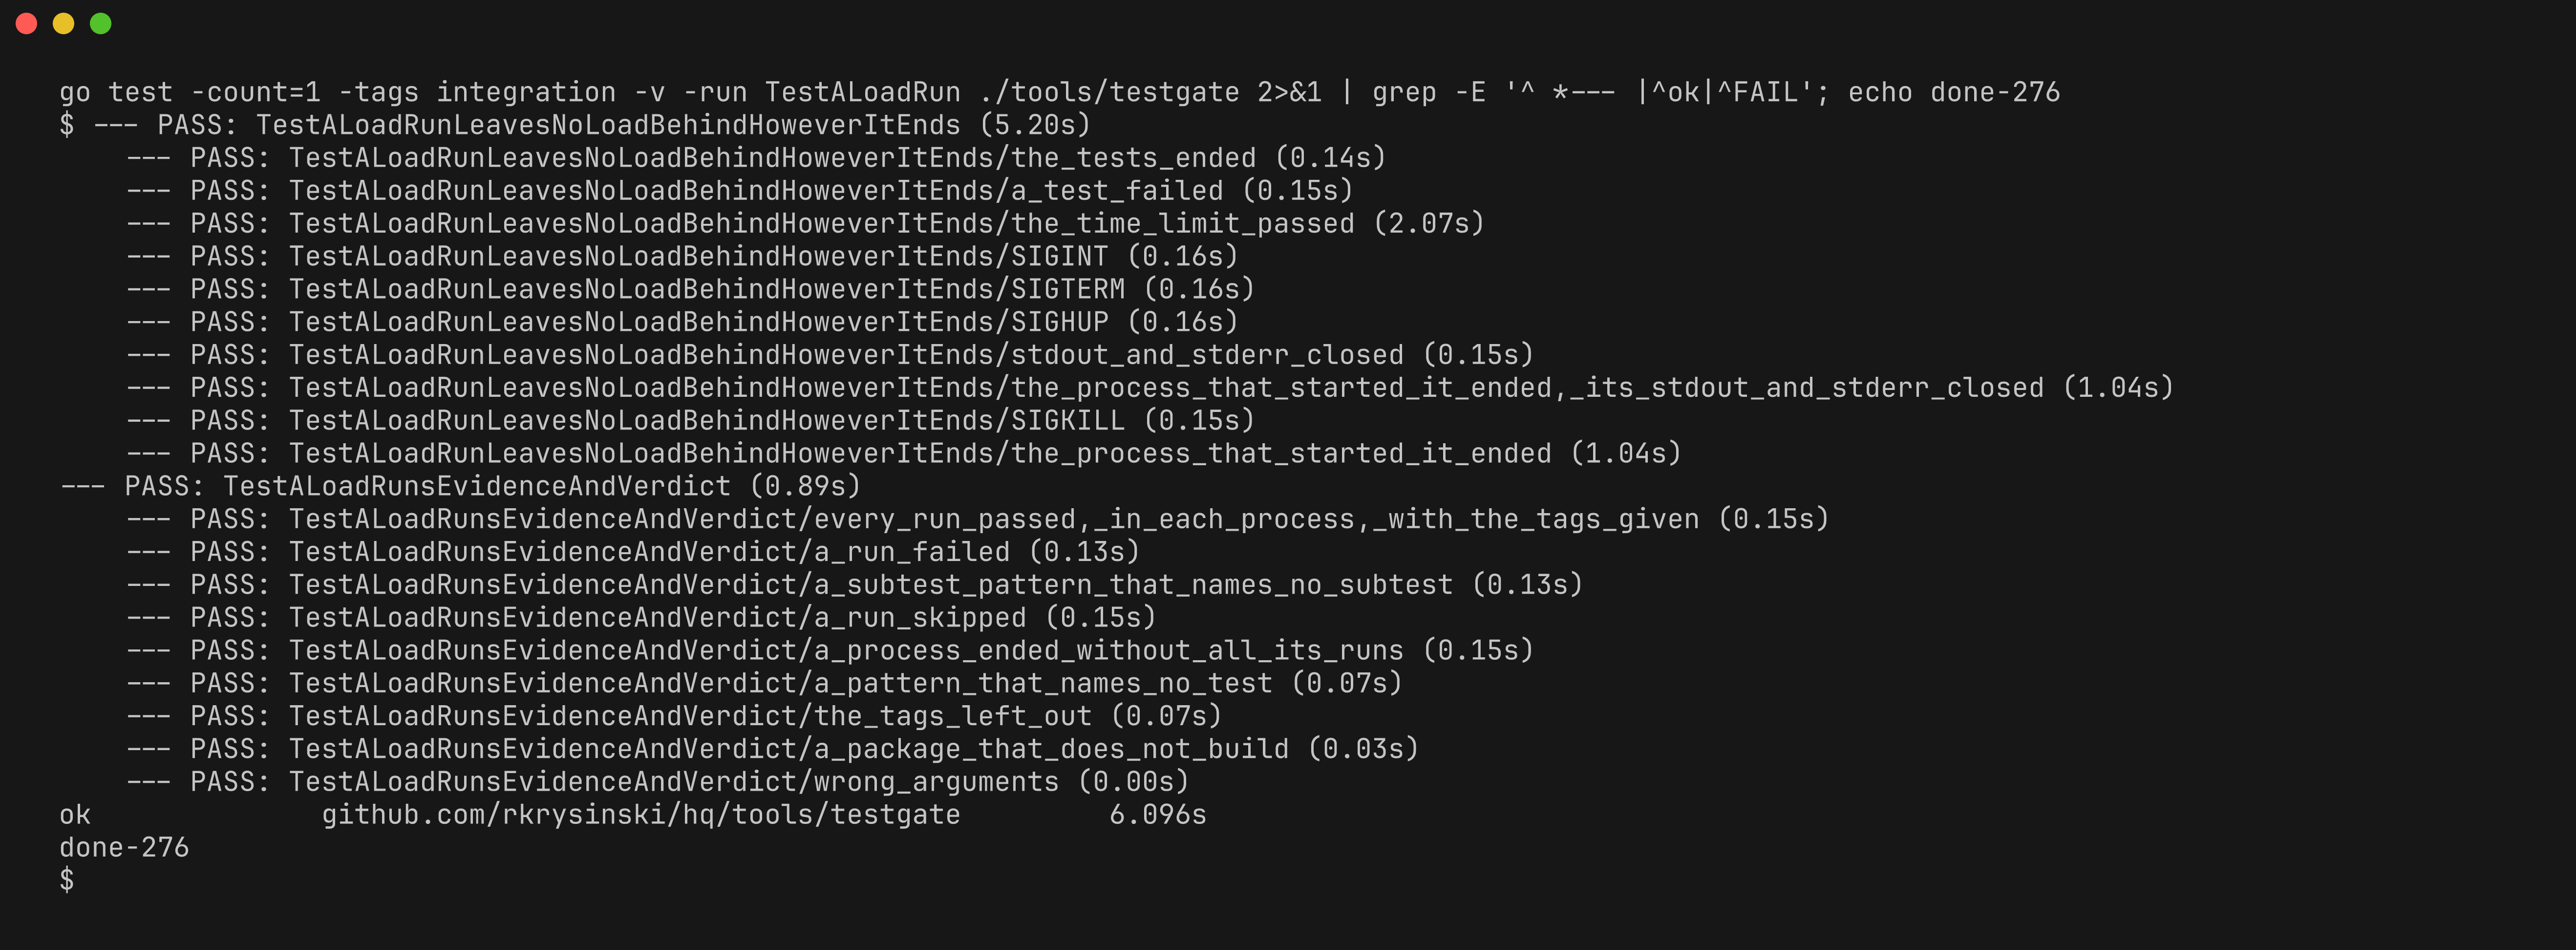 go test -count=1 -tags integration -v -run TestALoadRun ./tools/testgate 2>&1 | grep -E '^ *--- |^ok|^FAIL'; echo done-276
$ --- PASS: TestALoadRunLeavesNoLoadBehindHoweverItEnds (5.20s)
    --- PASS: TestALoadRunLeavesNoLoadBehindHoweverItEnds/the_tests_ended (0.14s)
    --- PASS: TestALoadRunLeavesNoLoadBehindHoweverItEnds/a_test_failed (0.15s)
    --- PASS: TestALoadRunLeavesNoLoadBehindHoweverItEnds/the_time_limit_passed (2.07s)
    --- PASS: TestALoadRunLeavesNoLoadBehindHoweverItEnds/SIGINT (0.16s)
    --- PASS: TestALoadRunLeavesNoLoadBehindHoweverItEnds/SIGTERM (0.16s)
    --- PASS: TestALoadRunLeavesNoLoadBehindHoweverItEnds/SIGHUP (0.16s)
    --- PASS: TestALoadRunLeavesNoLoadBehindHoweverItEnds/stdout_and_stderr_closed (0.15s)
    --- PASS: TestALoadRunLeavesNoLoadBehindHoweverItEnds/the_process_that_started_it_ended,_its_stdout_and_stderr_closed (1.04s)
    --- PASS: TestALoadRunLeavesNoLoadBehindHoweverItEnds/SIGKILL (0.15s)
    --- PASS: TestALoadRunLeavesNoLoadBehindHoweverItEnds/the_process_that_started_it_ended (1.04s)
--- PASS: TestALoadRunsEvidenceAndVerdict (0.89s)
    --- PASS: TestALoadRunsEvidenceAndVerdict/every_run_passed,_in_each_process,_with_the_tags_given (0.15s)
    --- PASS: TestALoadRunsEvidenceAndVerdict/a_run_failed (0.13s)
    --- PASS: TestALoadRunsEvidenceAndVerdict/a_subtest_pattern_that_names_no_subtest (0.13s)
    --- PASS: TestALoadRunsEvidenceAndVerdict/a_run_skipped (0.15s)
    --- PASS: TestALoadRunsEvidenceAndVerdict/a_process_ended_without_all_its_runs (0.15s)
    --- PASS: TestALoadRunsEvidenceAndVerdict/a_pattern_that_names_no_test (0.07s)
    --- PASS: TestALoadRunsEvidenceAndVerdict/the_tags_left_out (0.07s)
    --- PASS: TestALoadRunsEvidenceAndVerdict/a_package_that_does_not_build (0.03s)
    --- PASS: TestALoadRunsEvidenceAndVerdict/wrong_arguments (0.00s)
ok		github.com/rkrysinski/hq/tools/testgate		6.096s
done-276
$